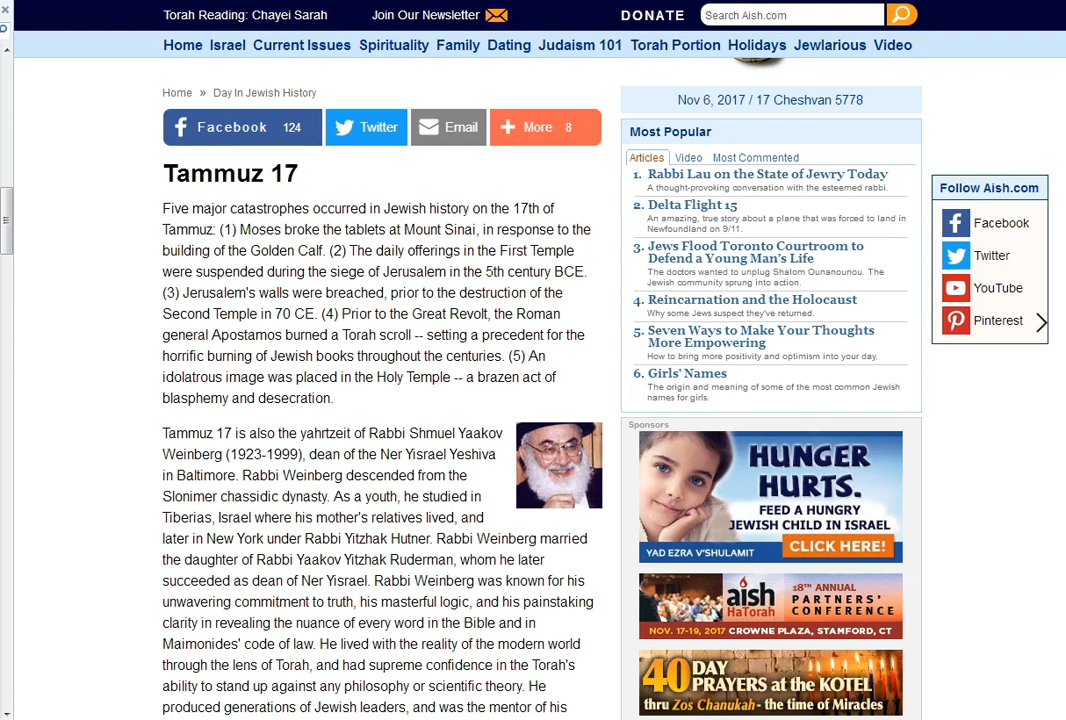 Torah Reading: Chayei Sarah
Join Our Newsletter
DONATE
Search Aish.com
Home Israel Current Issues Spirituality Family Dating Judaism 101 Torah Portion Holidays Jewlarious Video
Home » Day In Jewish History
Facebook 124
Twitter
Email
More 8
Tammuz 17
Five major catastrophes occurred in Jewish history on the 17th of
Tammuz: (1) Moses broke the tablets at Mount Sinai, in response to the
building of the Golden Calf. (2) The daily offerings in the First Temple
were suspended during the siege of Jerusalem in the 5th century BCE.
(3) Jerusalem's walls were breached, prior to the destruction of the
Second Temple in 70 CE. (4) Prior to the Great Revolt, the Roman
general Apostamos burned a Torah scroll -- setting a precedent for the
horrific burning of Jewish books throughout the centuries. (5) An
idolatrous image was placed in the Holy Temple -- a brazen act of
blasphemy and desecration.
Tammuz 17 is also the yahrtzeit of Rabbi Shmuel Yaakov
Weinberg (1923-1999), dean of the Ner Yisrael Yeshiva
in Baltimore. Rabbi Weinberg descended from the
Slonimer chassidic dynasty. As a youth, he studied in
Tiberias, Israel where his mother's relatives lived, and
later in New York under Rabbi Yitzhak Hutner. Rabbi Weinberg married
the daughter of Rabbi Yaakov Yitzhak Ruderman, whom he later
succeeded as dean of Ner Yisrael. Rabbi Weinberg was known for his
unwavering commitment to truth, his masterful logic, and his painstaking
clarity in revealing the nuance of every word in the Bible and in
Maimonides' code of law. He lived with the reality of the modern world
through the lens of Torah, and had supreme confidence in the Torah's
ability to stand up against any philosophy or scientific theory. He
produced generations of Jewish leaders, and was the mentor of his
Nov 6, 2017 / 17 Cheshvan 5778
Most Popular
Articles Video Most Commented
1. Rabbi Lau on the State of Jewry Today
A thought-provoking conversation with the esteemed rabbi.
2. Delta Flight 15
An amazing, true story about a plane that was forced to land in
Newfoundland on 9/11.
3. Jews Flood Toronto Courtroom to
Defend a Young Man's Life
The doctors wanted to unplug Shalom Ounanounou. The
Jewish community sprung into action.
4. Reincarnation and the Holocaust
Why some Jews suspect they've returned.
5. Seven Ways to Make Your Thoughts
More Empowering
How to bring more positivity and optimism into your day.
6. Girls' Names
The origin and meaning of some of the most common Jewish
names for girls.
Sponsors
HUNGER
HURTS.
FEED A HUNGRY
JEWISH CHILD IN ISRAEL
YAD EZRA V'SHULAMIT
CLICK HERE!
aish
HaTORAH
18TH ANNUAL
PARTNERS'
CONFERENCE
NOV. 17-19, 2017 CROWNE PLAZA, STAMFORD, CT
40 DAY
PRAYERS at the KOTEL
thru Zos Chanukah - the time of Miracles
Follow Aish.com
Facebook
Twitter
YouTube
Pinterest